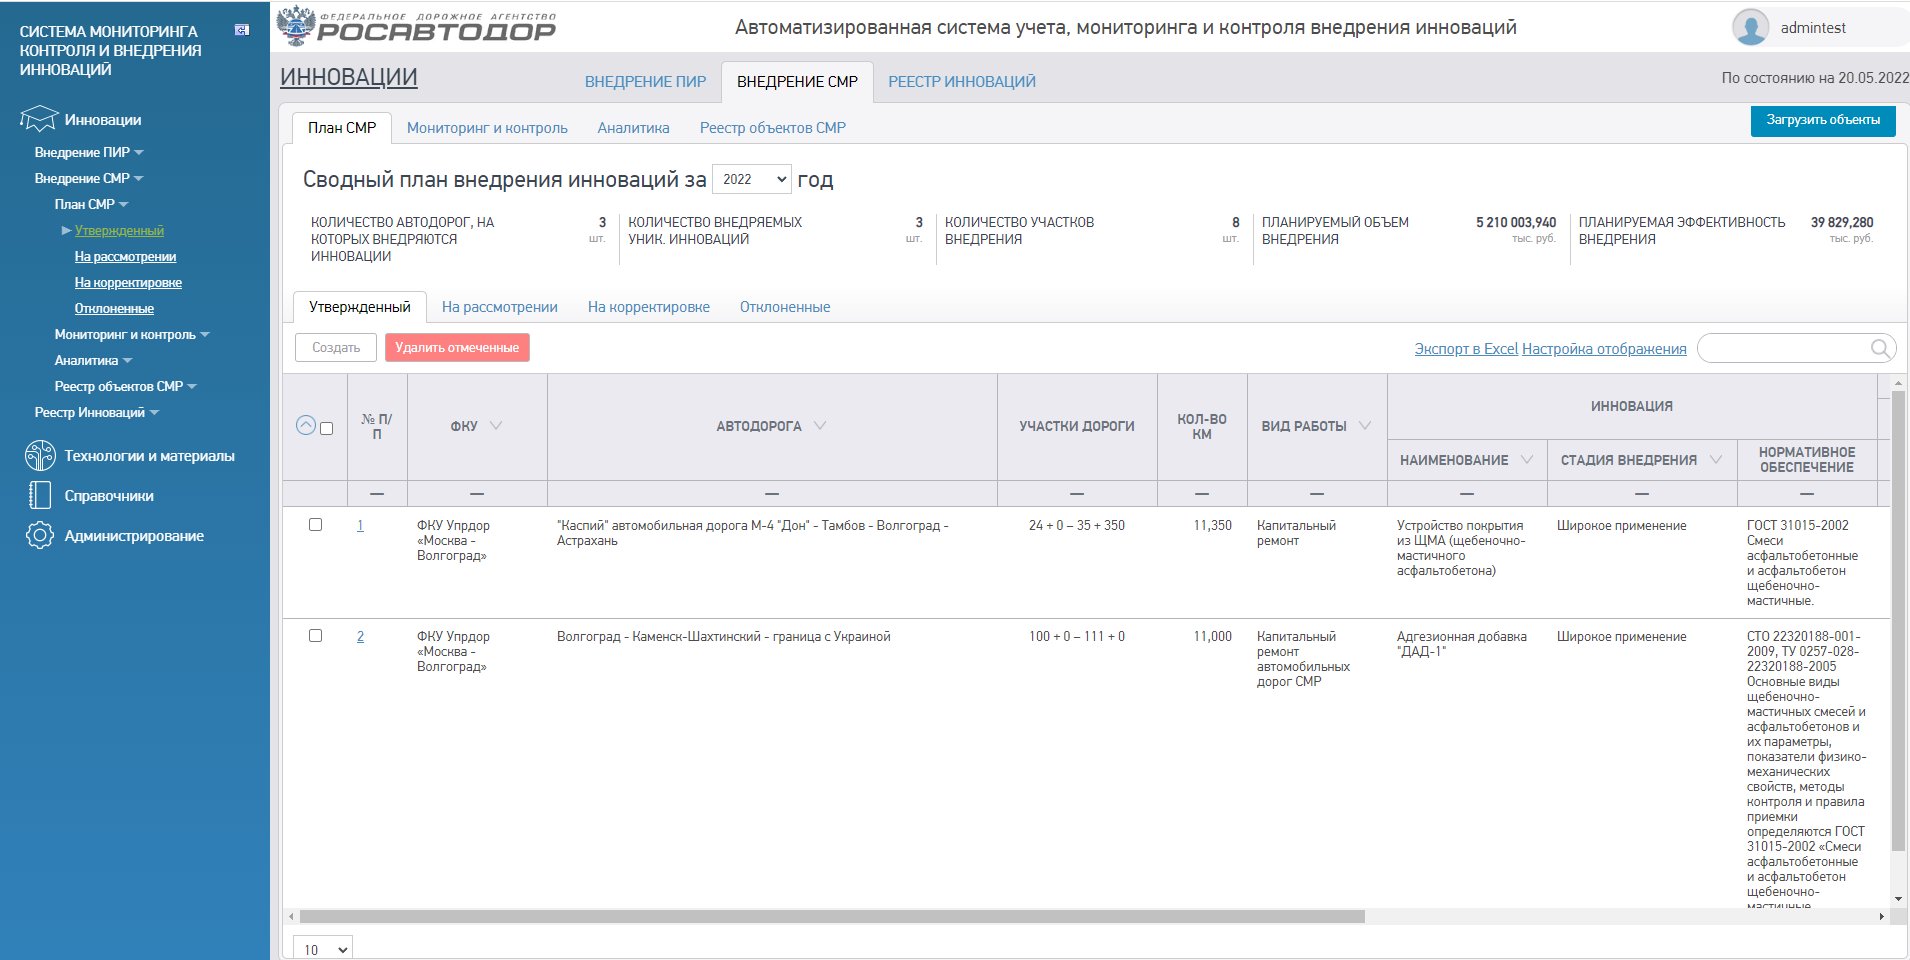 СИСТЕМА МОНИТОРИНГА
КОНТРОЛЯ И ВНЕДРЕНИЯ
ИННОВАЦИЙ
Инновации
Внедрение ПИР
Внедрение СМР
План СМР
Утвержденный
На рассмотрении
На корректировке
Отклоненные
Мониторинг и контроль
Аналитика
Реестр объектов СМР
Реестр Инноваций
Технологии и материалы
Справочники
Администрирование
ФЕДЕРАЛЬНОЕ ДОРОЖНОЕ АГЕНТСТВО
РОСАВТОДОР
Автоматизированная система учета, мониторинга и контроля внедрения инноваций
admintest
ИННОВАЦИИ
ВНЕДРЕНИЕ ПИР
ВНЕДРЕНИЕ СМР
РЕЕСТР ИННОВАЦИЙ
По состоянию на 20.05.2022
План СМР
Мониторинг и контроль
Аналитика
Реестр объектов СМР
Загрузить объекты
Сводный план внедрения инноваций за 2022 год
КОЛИЧЕСТВО АВТОДОРОГ, НА
КОТОРЫХ ВНЕДРЯЮТСЯ
ИННОВАЦИИ
3
шт.
КОЛИЧЕСТВО ВНЕДРЯЕМЫХ
УНИК. ИННОВАЦИЙ
3
шт.
КОЛИЧЕСТВО УЧАСТКОВ
ВНЕДРЕНИЯ
8
шт.
ПЛАНИРУЕМЫЙ ОБЪЕМ
ВНЕДРЕНИЯ
5 210 003,940
тыс. руб.
ПЛАНИРУЕМАЯ ЭФФЕКТИВНОСТЬ
ВНЕДРЕНИЯ
39 829,280
тыс. руб.
Утвержденный
На рассмотрении
На корректировке
Отклоненные
Создать
Удалить отмеченные
Экспорт в Excel
Настройка отображения
№ П/
П
ФКУ
АВТОДОРОГА
УЧАСТКИ ДОРОГИ
КОЛ-ВО
КМ
ВИД РАБОТЫ
ИННОВАЦИЯ
НАИМЕНОВАНИЕ
СТАДИЯ ВНЕДРЕНИЯ
НОРМАТИВНОЕ
ОБЕСПЕЧЕНИЕ
— — — — — — — — —
1
ФКУ Упрдор
«Москва -
Волгоград»
"Каспий" автомобильная дорога М-4 "Дон" - Тамбов - Волгоград -
Астрахань
24 + 0 – 35 + 350
11,350
Капитальный
ремонт
Устройство покрытия
из ЩМА (щебеночно-
мастичного
асфальтобетона)
Широкое применение
ГОСТ 31015-2002
Смеси
асфальтобетонные
и асфальтобетон
щебеночно-
мастичные.
2
ФКУ Упрдор
«Москва -
Волгоград»
Волгоград - Каменск-Шахтинский - граница с Украиной
100 + 0 – 111 + 0
11,000
Капитальный
ремонт
автомобильных
дорог СМР
Адгезионная добавка
"ДАД-1"
Широкое применение
СТО 22320188-001-
2009, ТУ 0257-028-
22320188-2005
Основные виды
щебеночно-
мастичных смесей и
асфальтобетонов и
их параметры,
показатели физико-
механических
свойств, методы
контроля и правила
приемки
определяются ГОСТ
31015-2002 «Смеси
асфальтобетонные
и асфальтобетон
щебеночно-
мастичные
10